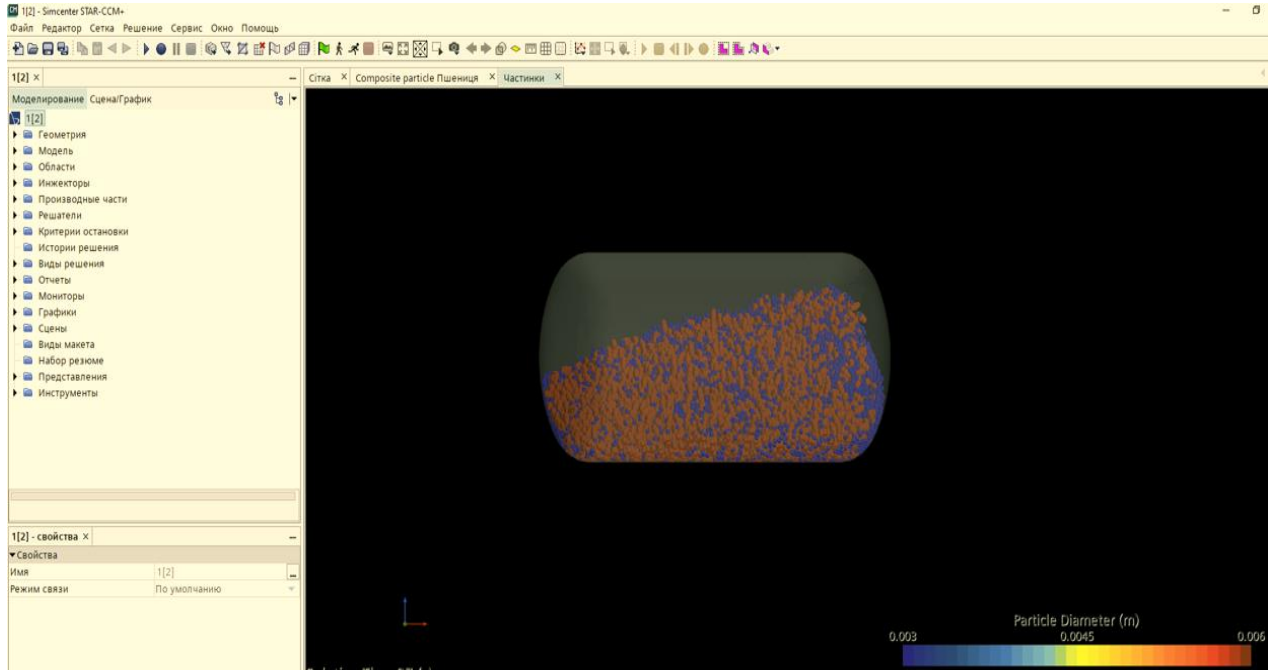 1[2] - Simcenter STAR-CCM+
Файл Редактор Сетка Решение Сервис Окно Помощь
1[2] ×
Сітка × Composite particle Пшениця × Частинки ×
Моделирование Сцена/График
1[2]
Геометрия
Модель
Области
Инжекторы
Производные части
Решатели
Критерии остановки
Истории решения
Виды решения
Отчеты
Мониторы
Графики
Сцены
Виды макета
Набор резюме
Представления
Инструменты
1[2] - свойства ×
Свойства
Имя 1[2]
Режим связи По умолчанию
Particle Diameter (m)
0.003 0.0045 0.006